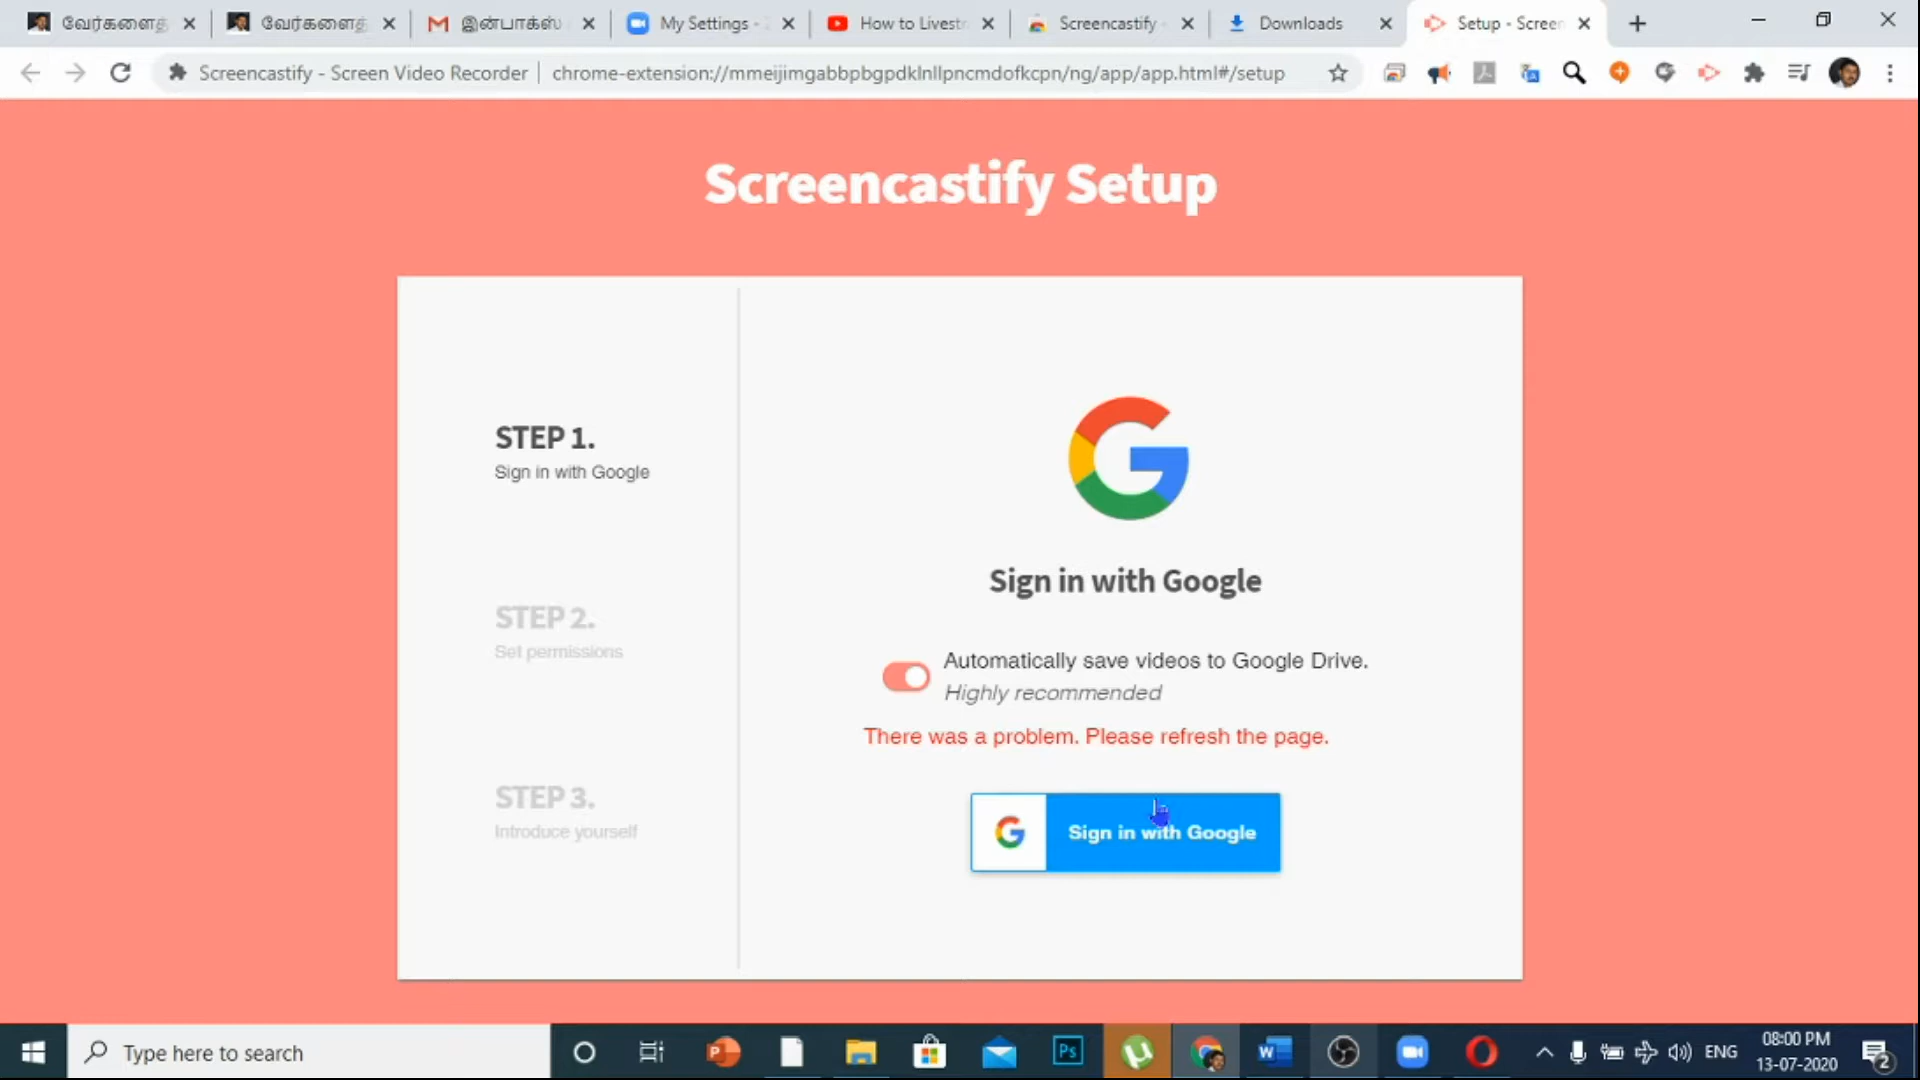 வேர்களைத்
வேர்களைத்
இன்பாக்ஸ்
My Settings -
How to Livestr
Screencastify -
Downloads
Setup - Screen
Screencastify - Screen Video Recorder
chrome-extension://mmeijimgabbpbgpdklnllpncmdofkcpn/ng/app/app.html#/setup
Screencastify Setup
STEP 1.
Sign in with Google
STEP 2.
Set permissions
STEP 3.
Introduce yourself
Sign in with Google
Automatically save videos to Google Drive.
Highly recommended
There was a problem. Please refresh the page.
Sign in with Google
Type here to search
Ps
ENG
08:00 PM
13-07-2020
2